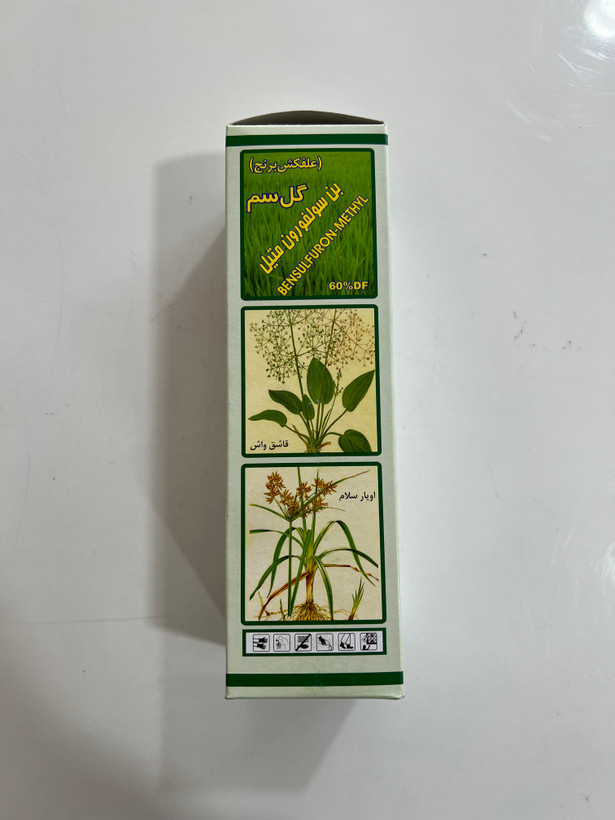 (علفکش برنج)
گل سم
بن سولفورون متیل
BENSULFURON-METHYL
60%DF
قاشق واش
اویار سلام